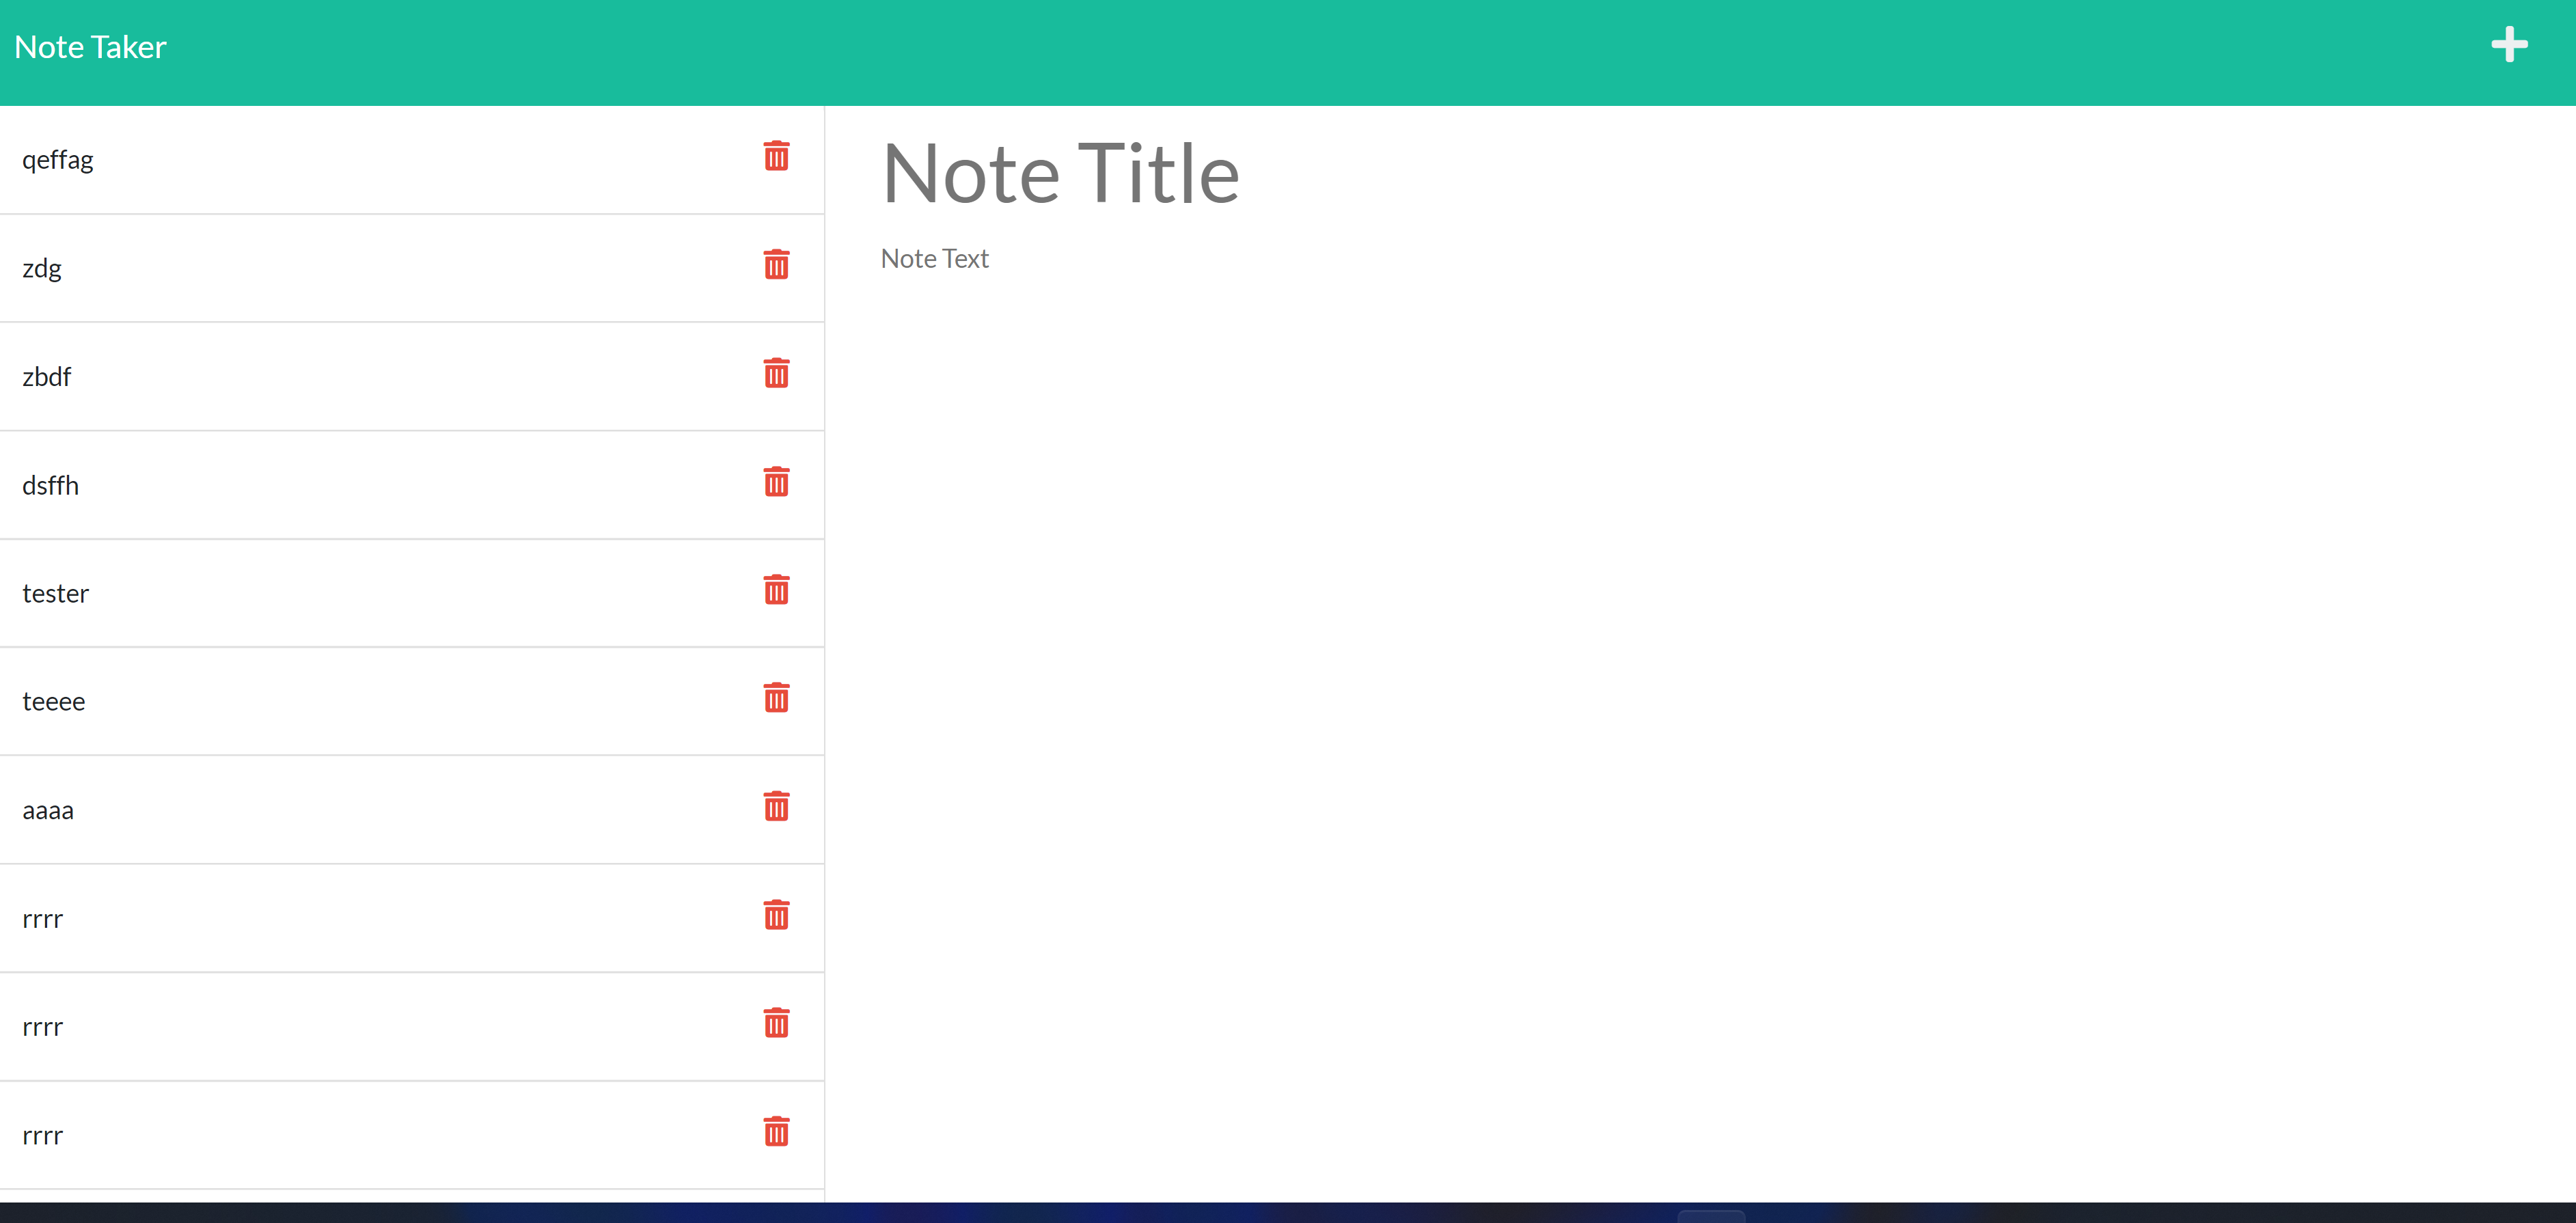 Note Taker
qeffag
zdg
zbdf
dsffh
tester
teeee
aaaa
rrrr
rrrr
rrrr
Note Title
Note Text